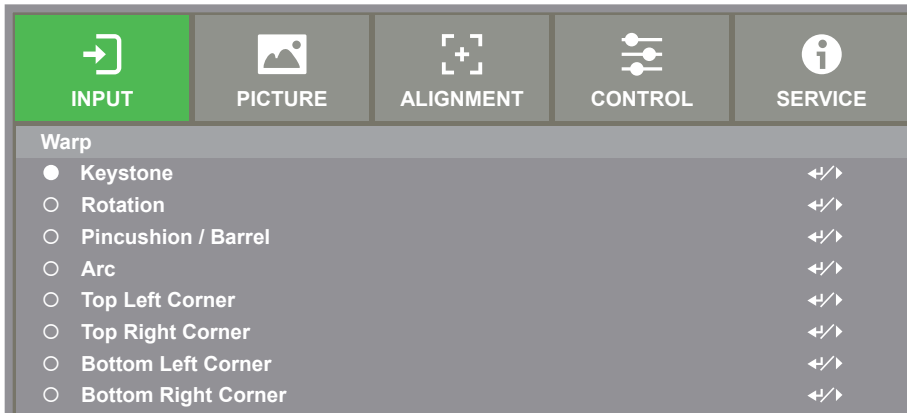 INPUT PICTURE ALIGNMENT CONTROL SERVICE
Warp
Keystone
Rotation
Pincushion / Barrel
Arc
Top Left Corner
Top Right Corner
Bottom Left Corner
Bottom Right Corner